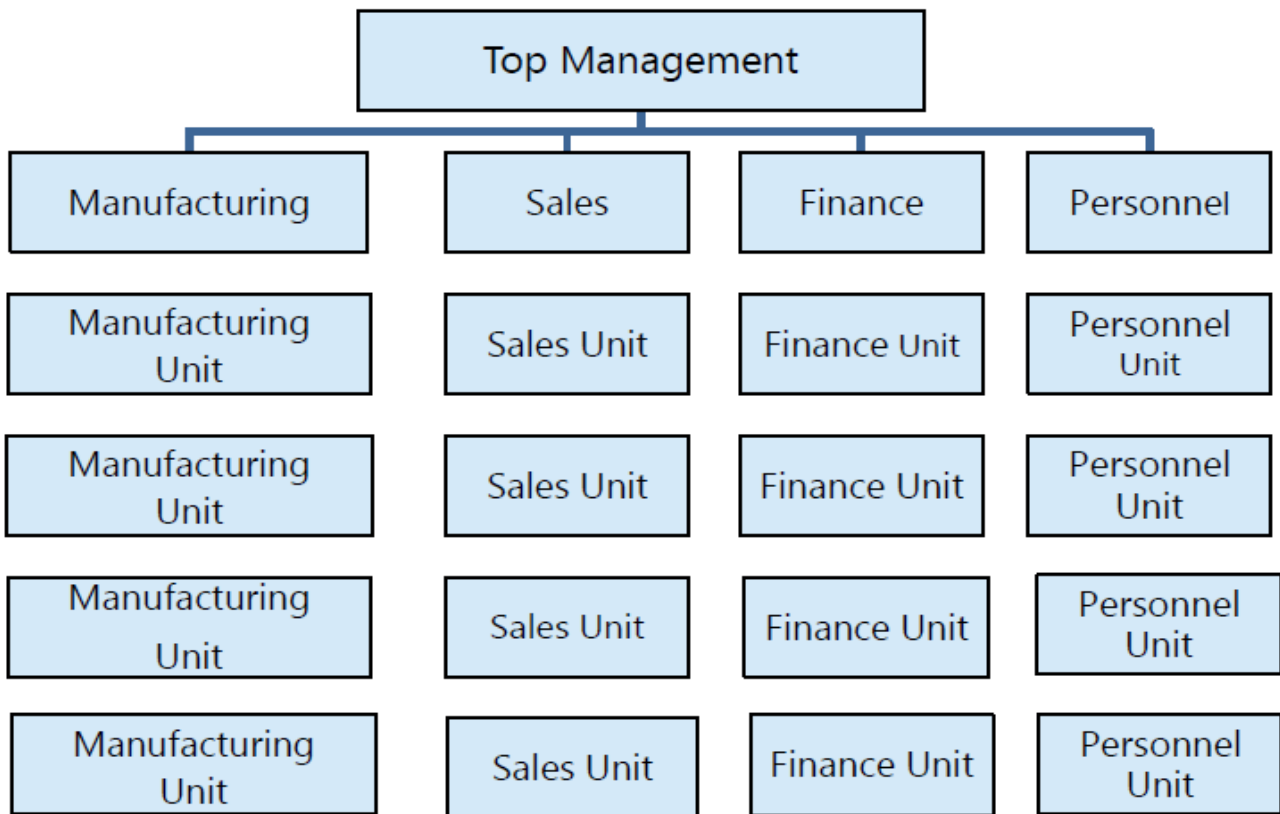 Top Management
Manufacturing
Sales
Finance
Personnel
Manufacturing
Unit
Sales Unit
Finance Unit
Personnel
Unit
Manufacturing
Unit
Sales Unit
Finance Unit
Personnel
Unit
Manufacturing
Unit
Sales Unit
Finance Unit
Personnel
Unit
Manufacturing
Unit
Sales Unit
Finance Unit
Personnel
Unit